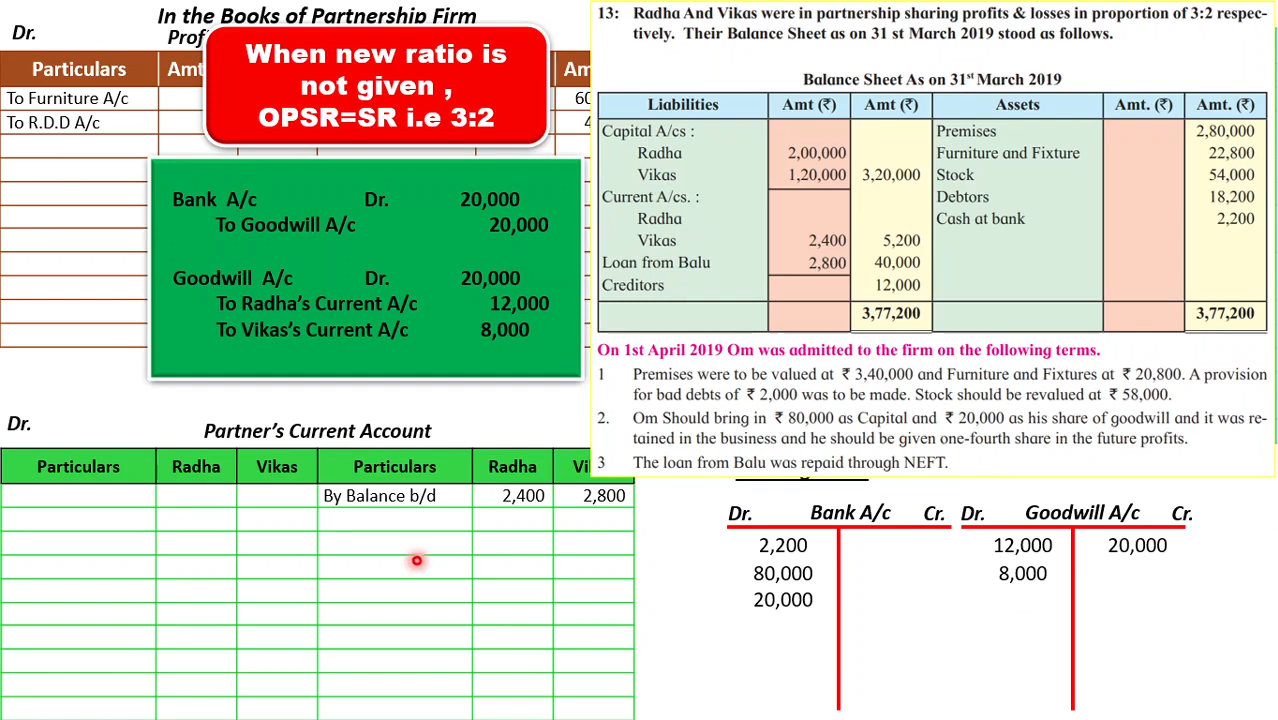 In the Books of Partnership Firm
Dr.
Particulars Amt
To Furniture A/c 60
To R.D.D A/c 4
When new ratio is
not given ,
OPSR=SR i.e 3:2
Bank A/c Dr. 20,000
To Goodwill A/c 20,000
Goodwill A/c Dr. 20,000
To Radha's Current A/c 12,000
To Vikas's Current A/c 8,000
13: Radha And Vikas were in partnership sharing profits & losses in proportion of 3:2 respec-
tively. Their Balance Sheet as on 31 st March 2019 stood as follows.
Balance Sheet As on 31st March 2019
Liabilities Amt (₹) Amt (₹) Assets Amt. (₹) Amt. (₹)
Capital A/cs : Premises 2,80,000
Radha 2,00,000 Furniture and Fixture 22,800
Vikas 1,20,000 3,20,000 Stock 54,000
Current A/cs. : Debtors 18,200
Radha Cash at bank 2,200
Vikas 2,400 5,200
Loan from Balu 2,800 40,000
Creditors 12,000
3,77,200 3,77,200
On 1st April 2019 Om was admitted to the firm on the following terms.
1 Premises were to be valued at ₹ 3,40,000 and Furniture and Fixtures at ₹ 20,800. A provision
for bad debts of ₹ 2,000 was to be made. Stock should be revalued at ₹ 58,000.
2. Om Should bring in ₹ 80,000 as Capital and ₹ 20,000 as his share of goodwill and it was re-
tained in the business and he should be given one-fourth share in the future profits.
3 The loan from Balu was repaid through NEFT.
Dr.
Partner's Current Account
Particulars Radha Vikas Particulars Radha
By Balance b/d 2,400 2,800
Dr. Bank A/c Cr. Dr. Goodwill A/c Cr.
2,200 12,000 20,000
80,000 8,000
20,000